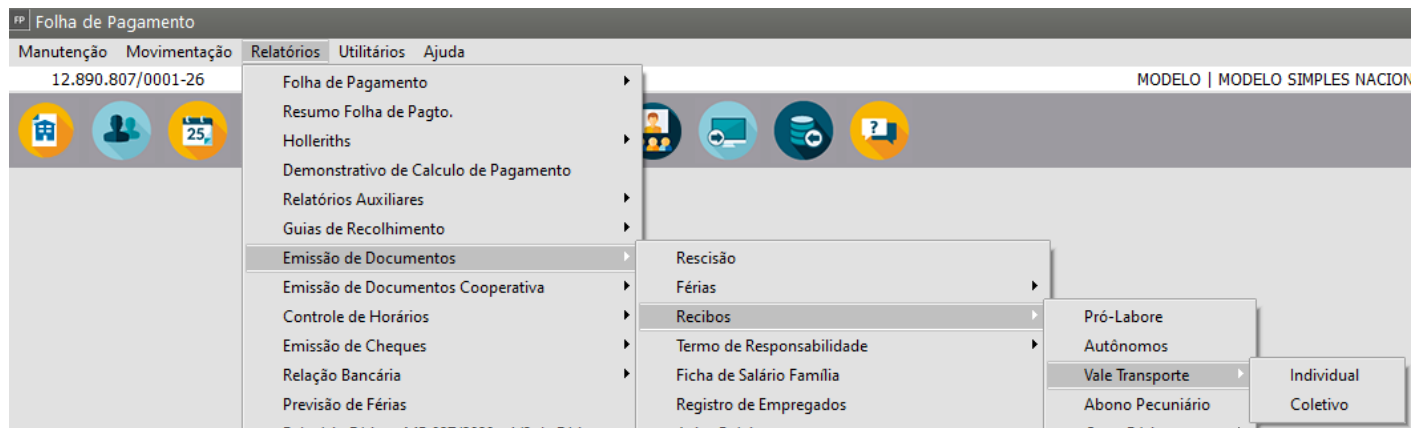 FP Folha de Pagamento
Manutenção Movimentação Relatórios Utilitários Ajuda
12.890.807/0001-26 MODELO | MODELO SIMPLES NACION
25
?
Folha de Pagamento
Resumo Folha de Pagto.
Holleriths
Demonstrativo de Calculo de Pagamento
Relatórios Auxiliares
Guias de Recolhimento
Emissão de Documentos
Emissão de Documentos Cooperativa
Controle de Horários
Emissão de Cheques
Relação Bancária
Previsão de Férias
Rescisão
Férias
Recibos
Termo de Responsabilidade
Ficha de Salário Família
Registro de Empregados
Pró-Labore
Autônomos
Vale Transporte
Abono Pecuniário
Individual
Coletivo